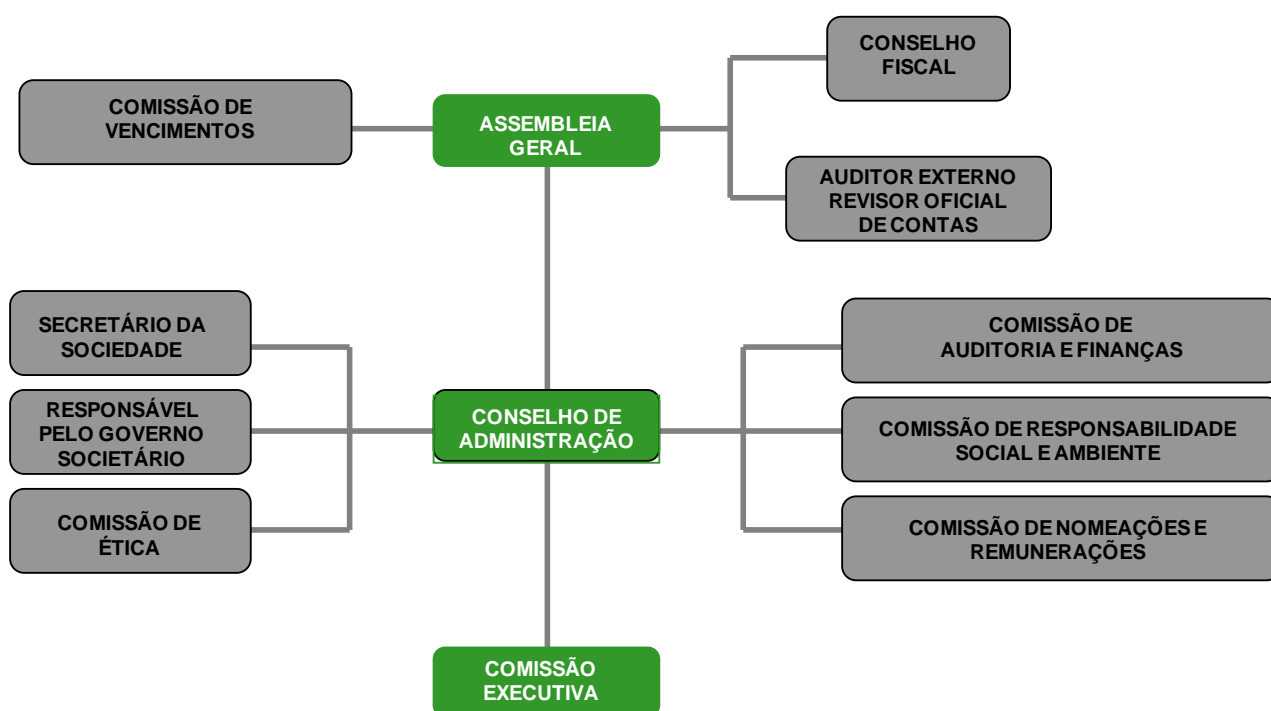 CONSELHO
FISCAL
COMISSÃO DE
VENCIMENTOS
ASSEMBLEIA
GERAL
AUDITOR EXTERNO
REVISOR OFICIAL
DE CONTAS
SECRETÁRIO DA
SOCIEDADE
COMISSÃO DE
AUDITORIA E FINANÇAS
RESPONSÁVEL
PELO GOVERNO
SOCIETÁRIO
CONSELHO DE
ADMINISTRAÇÃO
COMISSÃO DE RESPONSABILIDADE
SOCIAL E AMBIENTE
COMISSÃO DE
ÉTICA
COMISSÃO DE NOMEAÇÕES E
REMUNERAÇÕES
COMISSÃO
EXECUTIVA